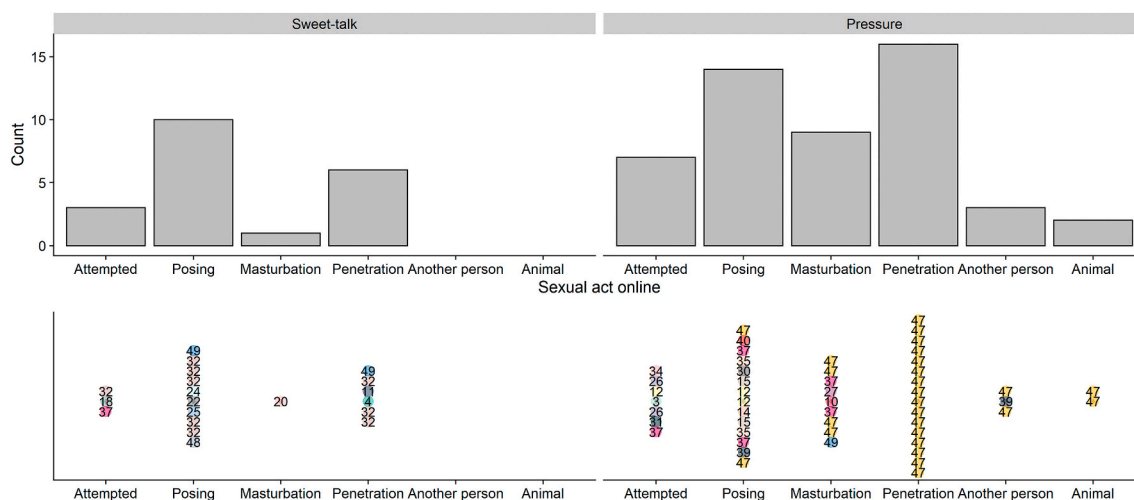 Sweet-talk Pressure
15
10
5
0
Count
Attempted Posing Masturbation Penetration Another person Animal Attempted Posing Masturbation Penetration Another person Animal
Sexual act online
47
47 47
49 40 47
32 37 47
32 35 47 47
49 34 30 47 47
32 32 26 15 37 47
32 24 11 12 12 27 47 47 47
18 22 20 4 3 12 10 47 39 47
37 25 32 26 14 37 47 47
32 32 31 15 47 47
32 37 35 47 47
48 37 49 47
39 47
47 47
47
Attempted Posing Masturbation Penetration Another person Animal Attempted Posing Masturbation Penetration Another person Animal